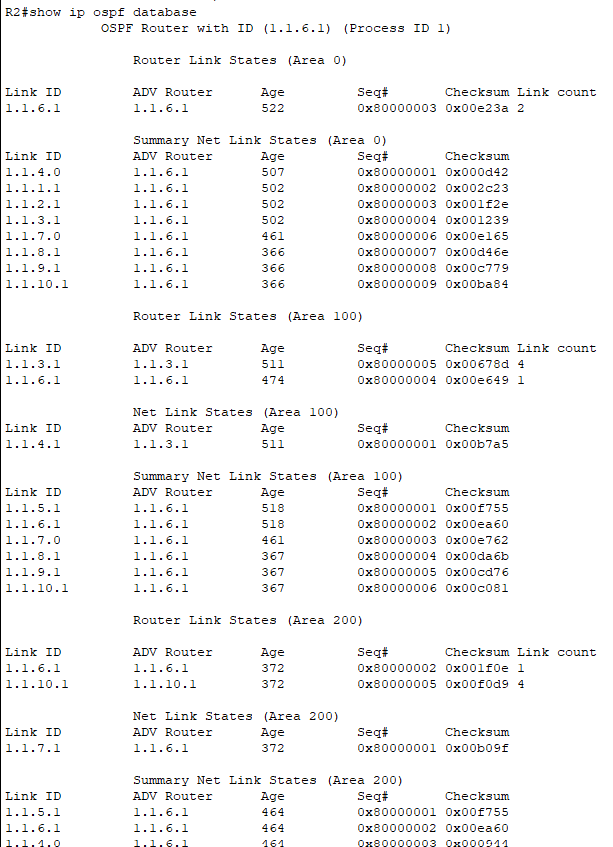 R2#show ip ospf database
OSPF Router with ID (1.1.6.1) (Process ID 1)
Router Link States (Area 0)
Link ID ADV Router Age Seq# Checksum Link count
1.1.6.1 1.1.6.1 522 0x80000003 0x00e23a 2
Summary Net Link States (Area 0)
Link ID ADV Router Age Seq# Checksum
1.1.4.0 1.1.6.1 507 0x80000001 0x000d42
1.1.1.1 1.1.6.1 502 0x80000002 0x002c23
1.1.2.1 1.1.6.1 502 0x80000003 0x001f2e
1.1.3.1 1.1.6.1 502 0x80000004 0x001239
1.1.7.0 1.1.6.1 461 0x80000006 0x00e165
1.1.8.1 1.1.6.1 366 0x80000007 0x00d46e
1.1.9.1 1.1.6.1 366 0x80000008 0x00c779
1.1.10.1 1.1.6.1 366 0x80000009 0x00ba84
Router Link States (Area 100)
Link ID ADV Router Age Seq# Checksum Link count
1.1.3.1 1.1.3.1 511 0x80000005 0x00678d 4
1.1.6.1 1.1.6.1 474 0x80000004 0x00e649 1
Net Link States (Area 100)
Link ID ADV Router Age Seq# Checksum
1.1.4.1 1.1.3.1 511 0x80000001 0x00b7a5
Summary Net Link States (Area 100)
Link ID ADV Router Age Seq# Checksum
1.1.5.1 1.1.6.1 518 0x80000001 0x00f755
1.1.6.1 1.1.6.1 518 0x80000002 0x00ea60
1.1.7.0 1.1.6.1 461 0x80000003 0x00e762
1.1.8.1 1.1.6.1 367 0x80000004 0x00da6b
1.1.9.1 1.1.6.1 367 0x80000005 0x00cd76
1.1.10.1 1.1.6.1 367 0x80000006 0x00c081
Router Link States (Area 200)
Link ID ADV Router Age Seq# Checksum Link count
1.1.6.1 1.1.6.1 372 0x80000002 0x001f0e 1
1.1.10.1 1.1.10.1 372 0x80000005 0x00f0d9 4
Net Link States (Area 200)
Link ID ADV Router Age Seq# Checksum
1.1.7.1 1.1.6.1 372 0x80000001 0x00b09f
Summary Net Link States (Area 200)
Link ID ADV Router Age Seq# Checksum
1.1.5.1 1.1.6.1 464 0x80000001 0x00f755
1.1.6.1 1.1.6.1 464 0x80000002 0x00ea60
1.1.4.0 1.1.6.1 464 0x80000003 0x000944